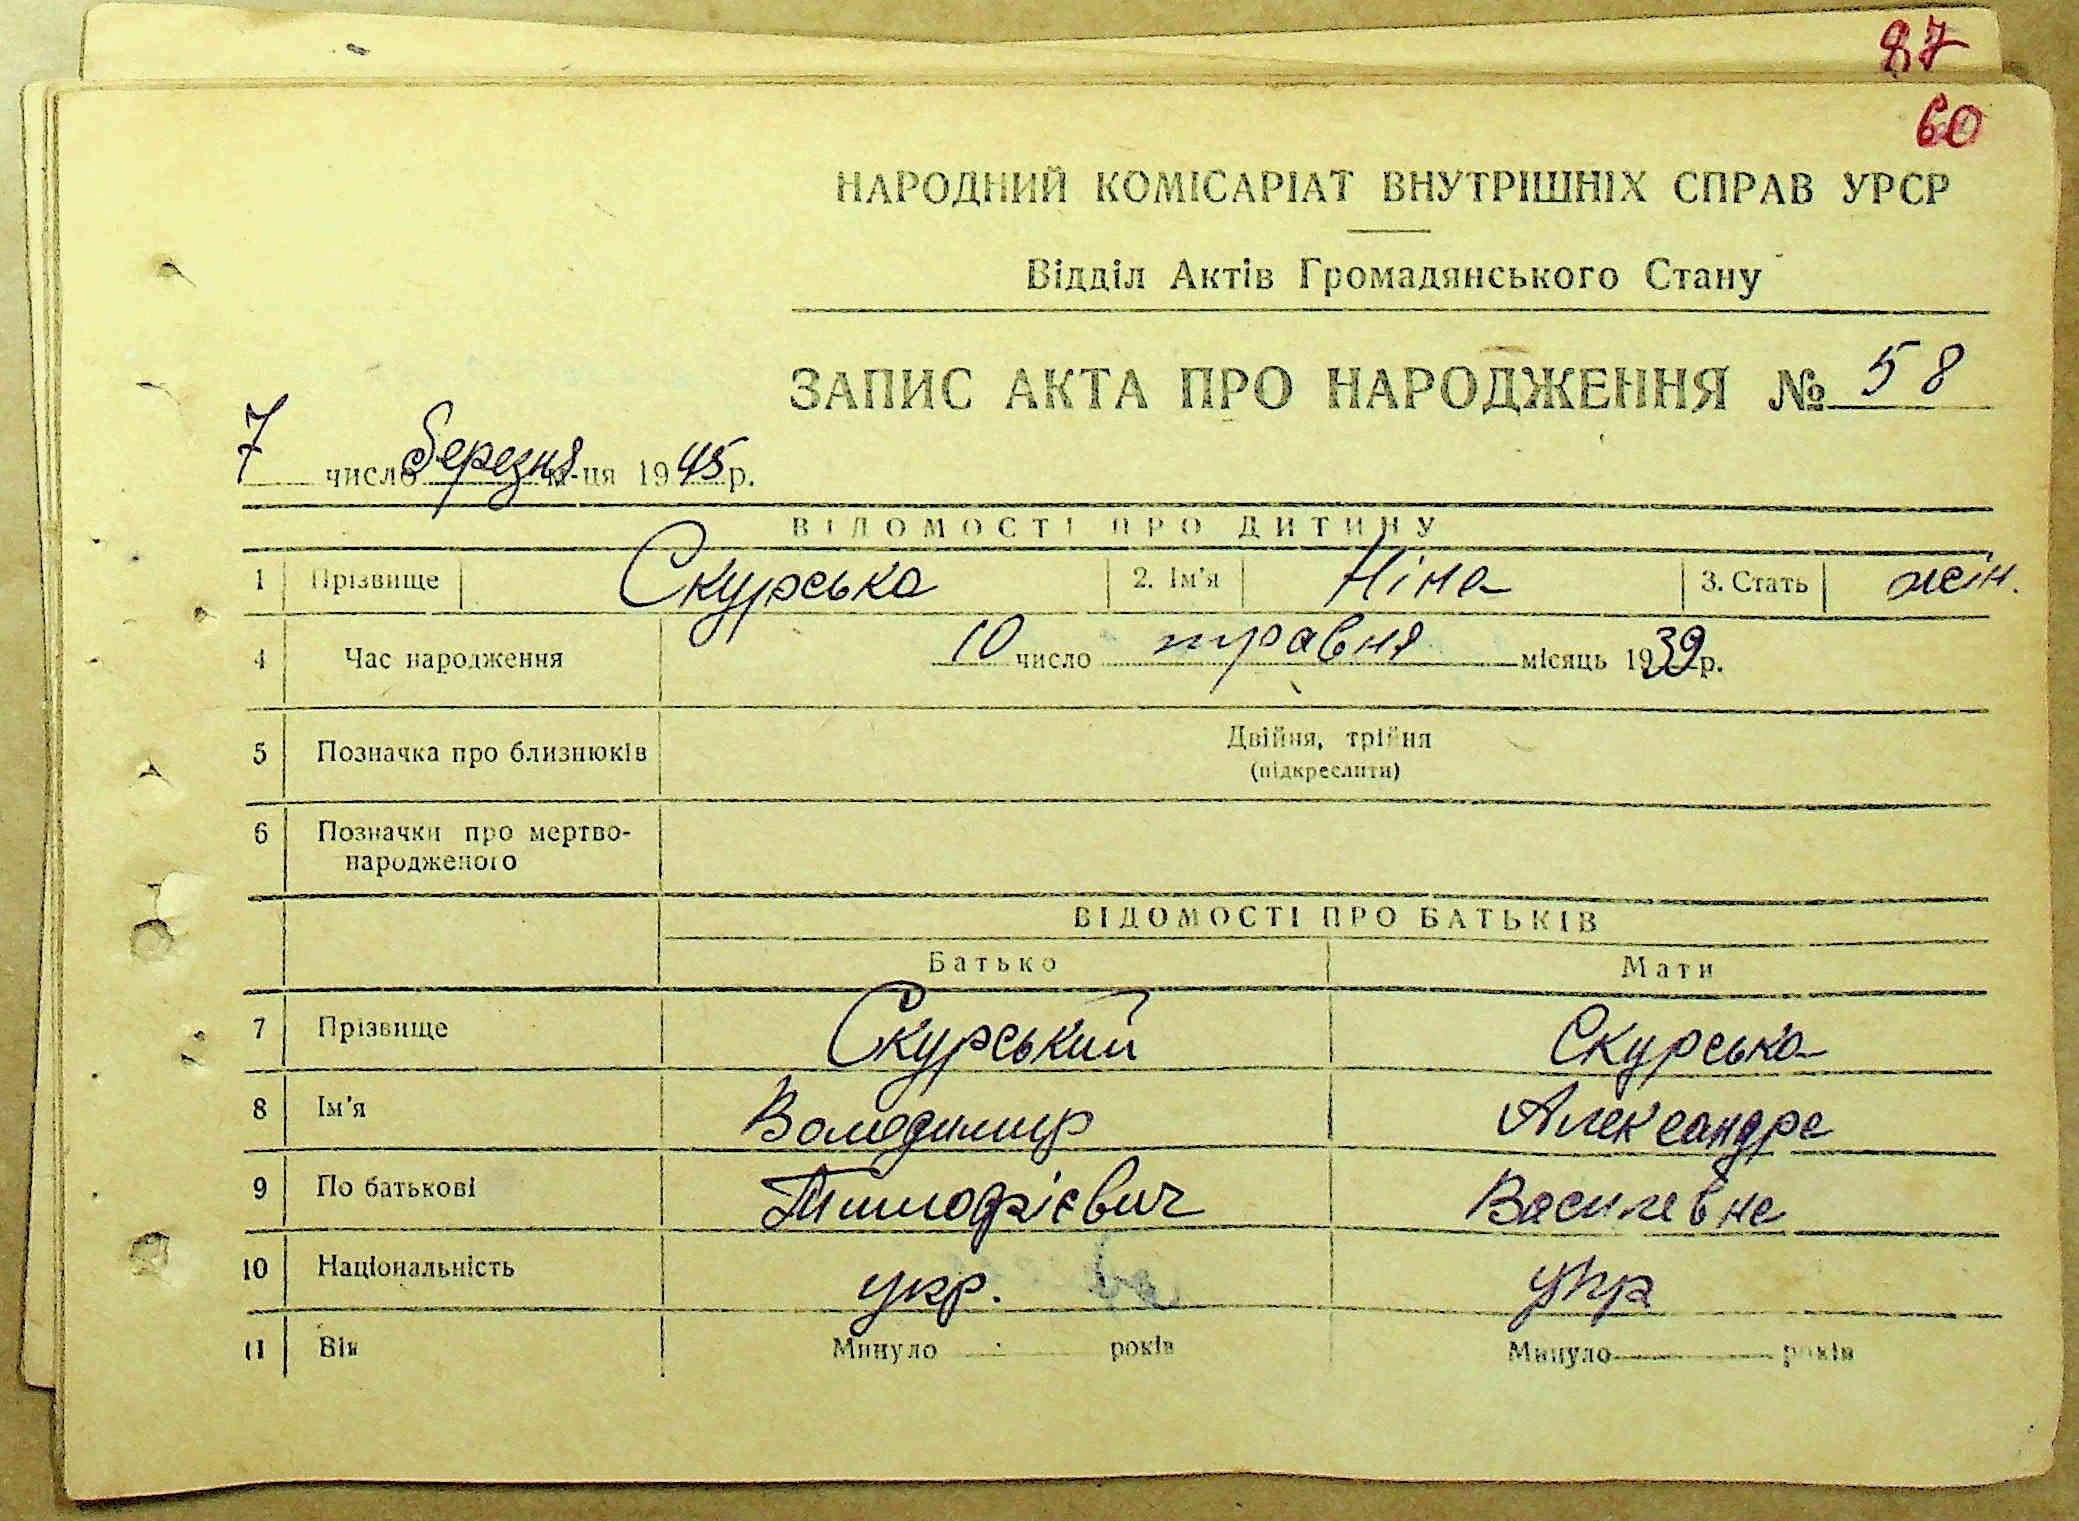 87
60
НАРОДНИЙ КОМІСАРІАТ ВНУТРІШНІХ СПРАВ УРСР
Відділ Актів Громадянського Стану
ЗАПИС АКТА ПРО НАРОДЖЕННЯ № 58
7 число березня м-ця 1945 р.
ВІДОМОСТІ ПРО ДИТИНУ
1 Прізвище Скурська 2. Ім'я Ніна 3. Стать жін.
4 Час народження 10 число травня місяць 1939 р.
5 Позначка про близнюків Двійня, трійня
(підкреслити)
6 Позначки про мертво-
народженого
ВІДОМОСТІ ПРО БАТЬКІВ
Батько Мати
7 Прізвище Скурський Скурська
8 Ім'я Володимир Александра
9 По батькові Тимофієвич Василевна
10 Національність укр. укр
11 Вік Минуло років Минуло років